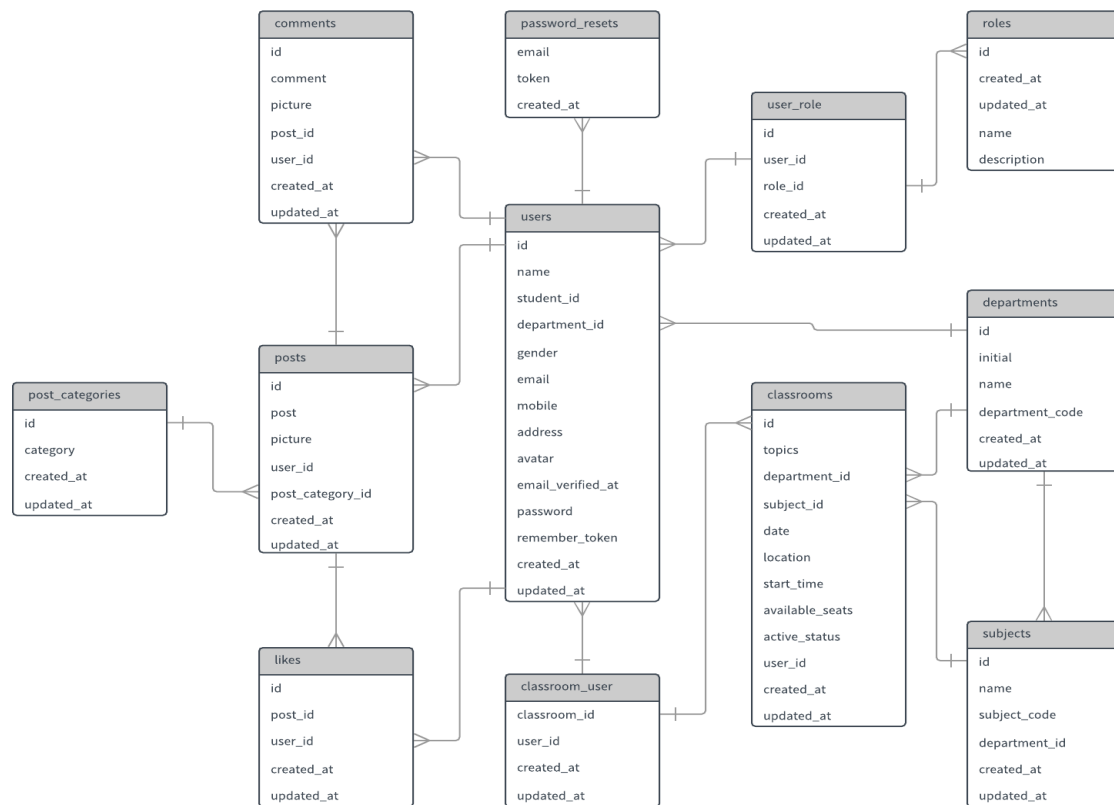 comments
id
comment
picture
post_id
user_id
created_at
updated_at
password_resets
email
token
created_at
roles
id
created_at
updated_at
name
description
user_role
id
user_id
role_id
created_at
updated_at
users
id
name
student_id
department_id
gender
email
mobile
address
avatar
email_verified_at
password
remember_token
created_at
updated_at
departments
id
initial
name
department_code
created_at
updated_at
posts
id
post
picture
user_id
post_category_id
created_at
updated_at
post_categories
id
category
created_at
updated_at
classrooms
id
topics
department_id
subject_id
date
location
start_time
available_seats
active_status
user_id
created_at
updated_at
subjects
id
name
subject_code
department_id
created_at
updated_at
likes
id
post_id
user_id
created_at
updated_at
classroom_user
classroom_id
user_id
created_at
updated_at